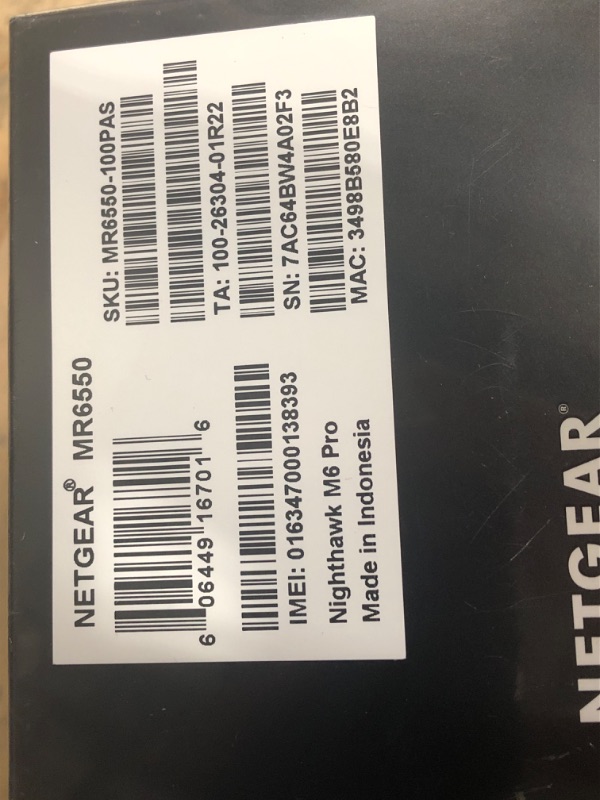 NETGEAR® MR6550
6 06449 16701 6
IMEI: 016347000138393
Nighthawk M6 Pro
Made in Indonesia
SKU: MR6550-100PAS
TA: 100-26304-01R22
SN: 7AC64BW4A02F3
MAC: 3498B580E8B2
NETGEAR®